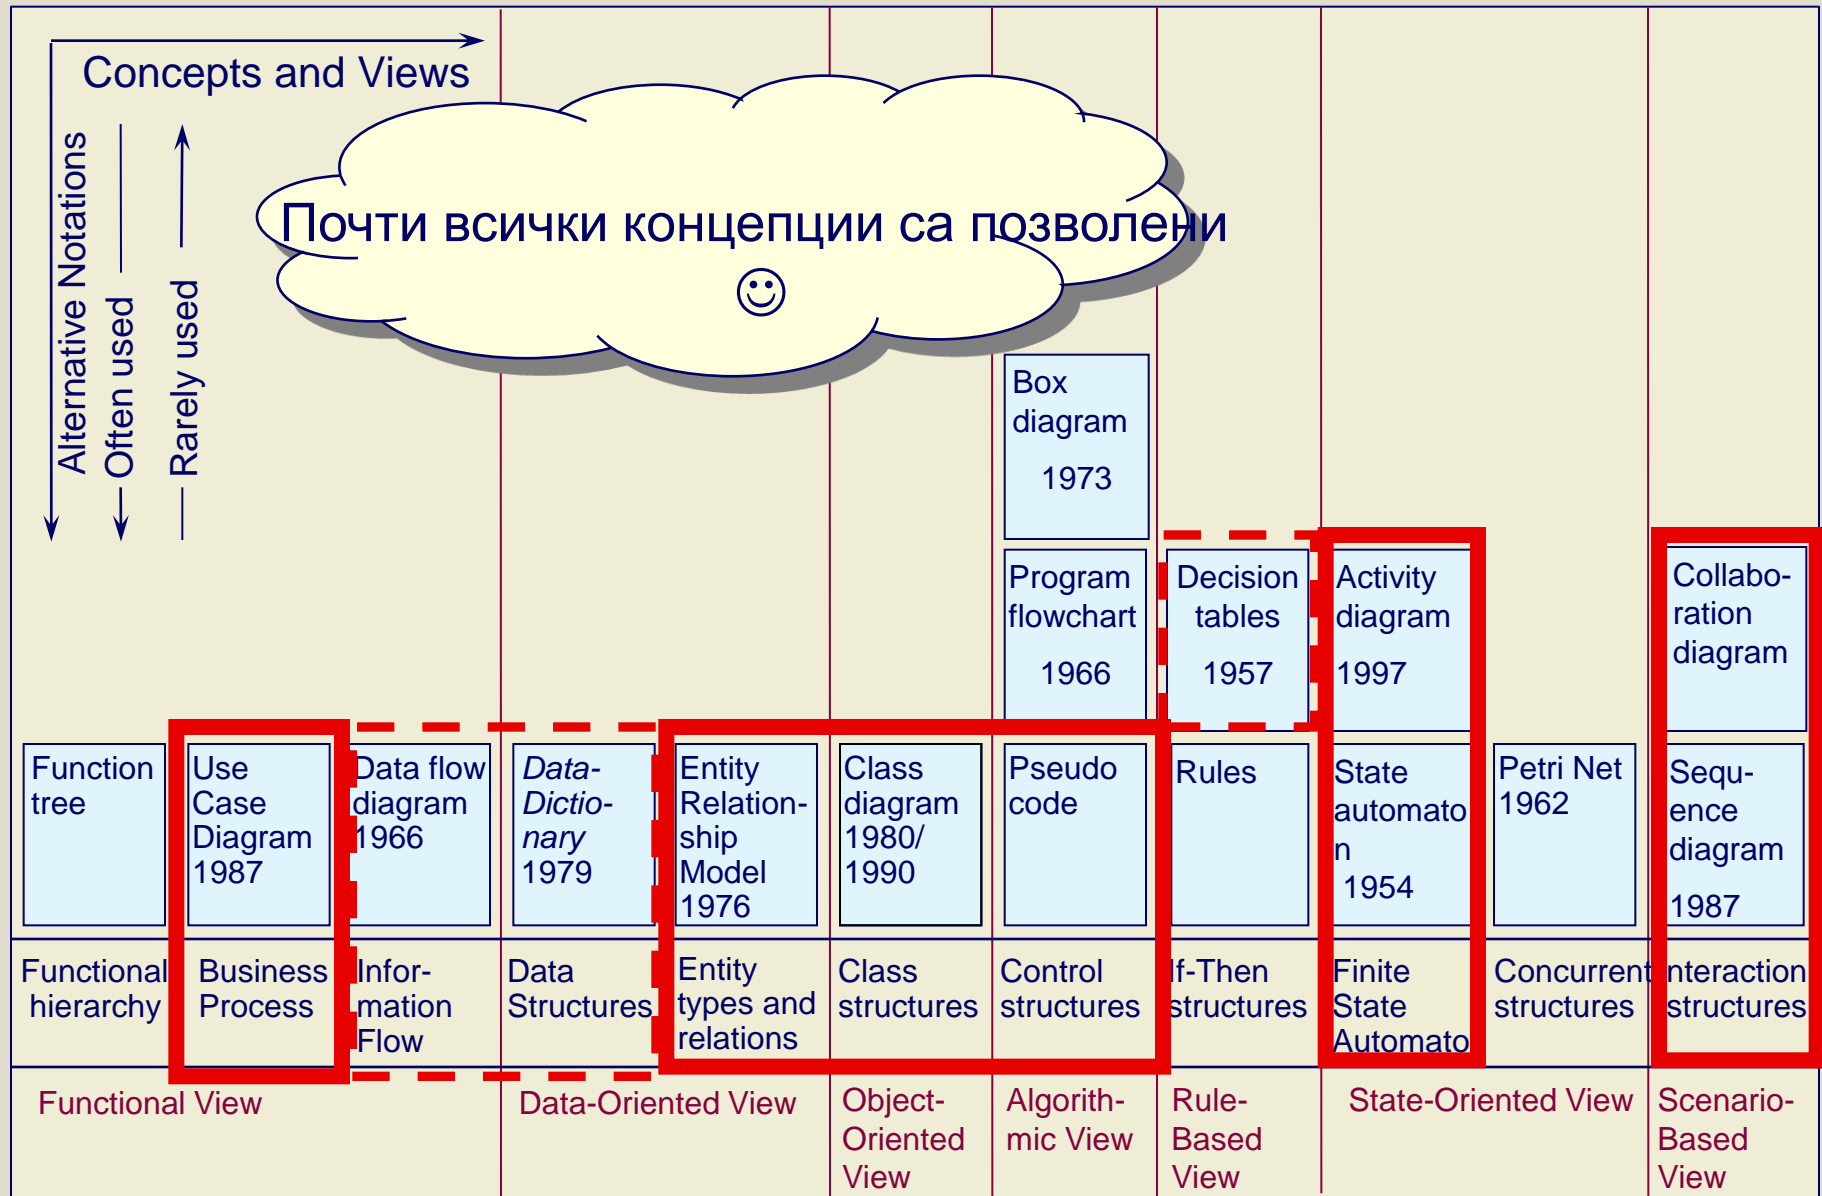 Concepts and Views
Alternative Notations
Often used
Rarely used
Почти всички концепции са позволени
Box
diagram
1973
Program
flowchart
1966
Decision
tables
1957
Activity
diagram
1997
Collabo-
ration
diagram
Function
tree
Use
Case
Diagram
1987
Data flow
diagram
1966
Data-
Dictio-
nary
1979
Entity
Relation-
ship
Model
1976
Class
diagram
1980/
1990
Pseudo
code
Rules
State
automato
n
1954
Petri Net
1962
Sequ-
ence
diagram
1987
Functional
hierarchy
Business
Process
Infor-
mation
Flow
Data
Structures
Entity
types and
relations
Class
structures
Control
structures
If-Then
structures
Finite
State
Automato
Concurrent
structures
Interaction
structures
Functional View
Data-Oriented View
Object-
Oriented
View
Algorith-
mic View
Rule-
Based
View
State-Oriented View
Scenario-
Based
View